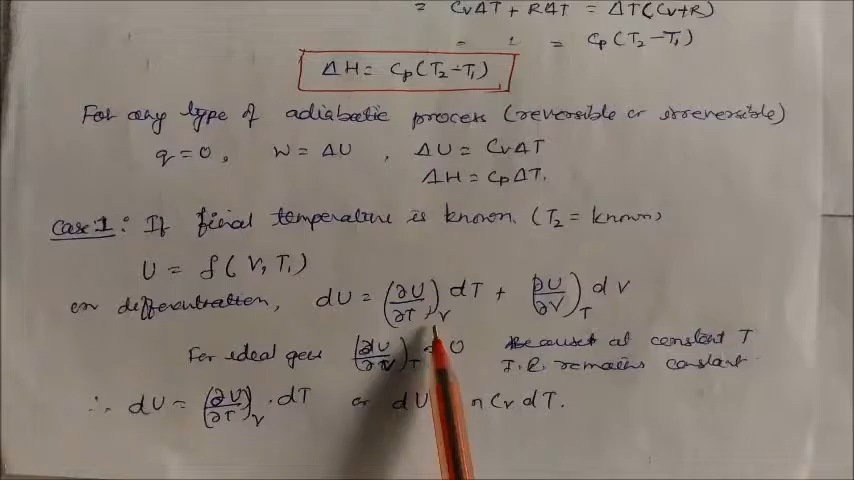 = CvΔT + RΔT = ΔT(Cv+R)
= Cp(T2-T1)
ΔH = Cp(T2-T1)
For any type of adiabatic process (reversible or irreversible)
q=0, W = ΔU, ΔU = CvΔT
ΔH = CpΔT.
Case:1: If final temperature is known. (T2 = known)
U = f(V,T,)
on differentiation, dU = (∂U/∂T)V dT + (∂U/∂V)T dV
For ideal gas (∂U/∂V)T = 0 Because at constant T
I.E. remains constant
∴ dU = (∂U/∂T)V . dT or dU nCv dT.